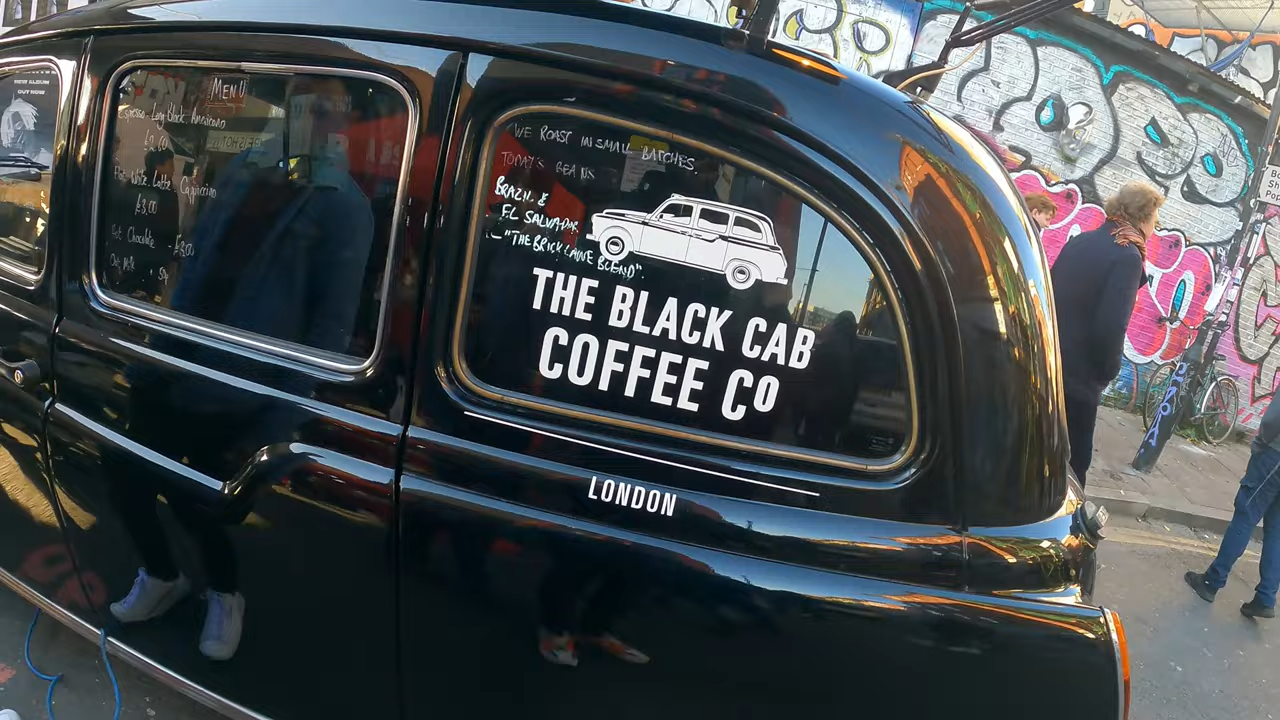 NEW ALBUM
OUT NOW
MENU
Espresso Long Black Americano
Flat White. Latte Cappuccino
£3.00
Hot Chocolate £3.00
WE ROAST IN SMALL BATCHES.
TODAY'S BEANS
BRAZIL &
EL SALVADOR
- "THE BRICK LANE BLEND".
THE BLACK CAB
COFFEE Co
LONDON